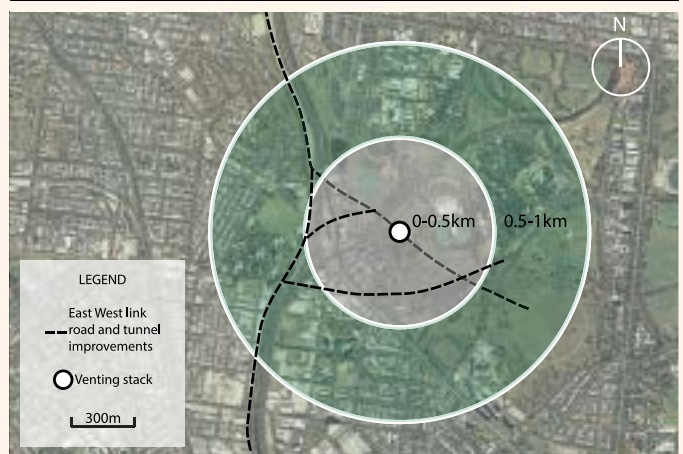 N
0-0.5km 0.5-1km
LEGEND
East West link
road and tunnel
improvements
Venting stack
300m